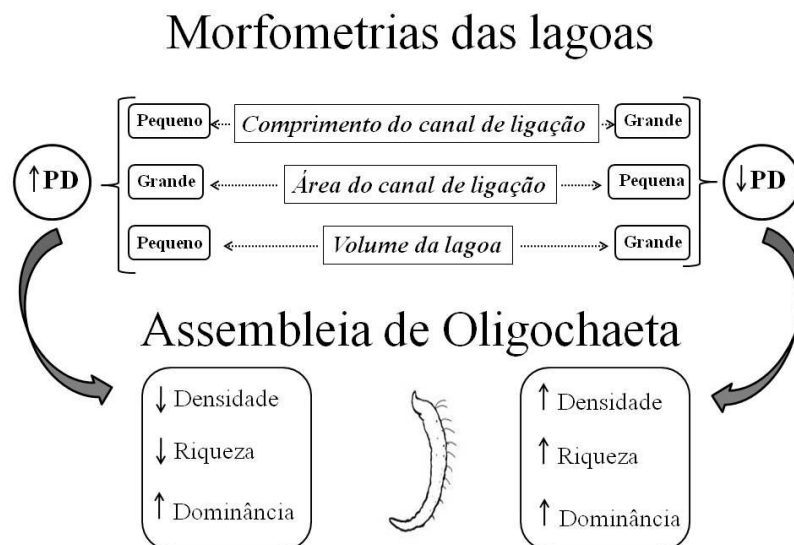 Morfometrias das lagoas
Pequeno Comprimento do canal de ligação Grande
↑PD Grande Área do canal de ligação Pequena ↓PD
Pequeno Volume da lagoa Grande
Assembleia de Oligochaeta
↓ Densidade
↓ Riqueza
↑ Dominância
↑ Densidade
↑ Riqueza
↑ Dominância